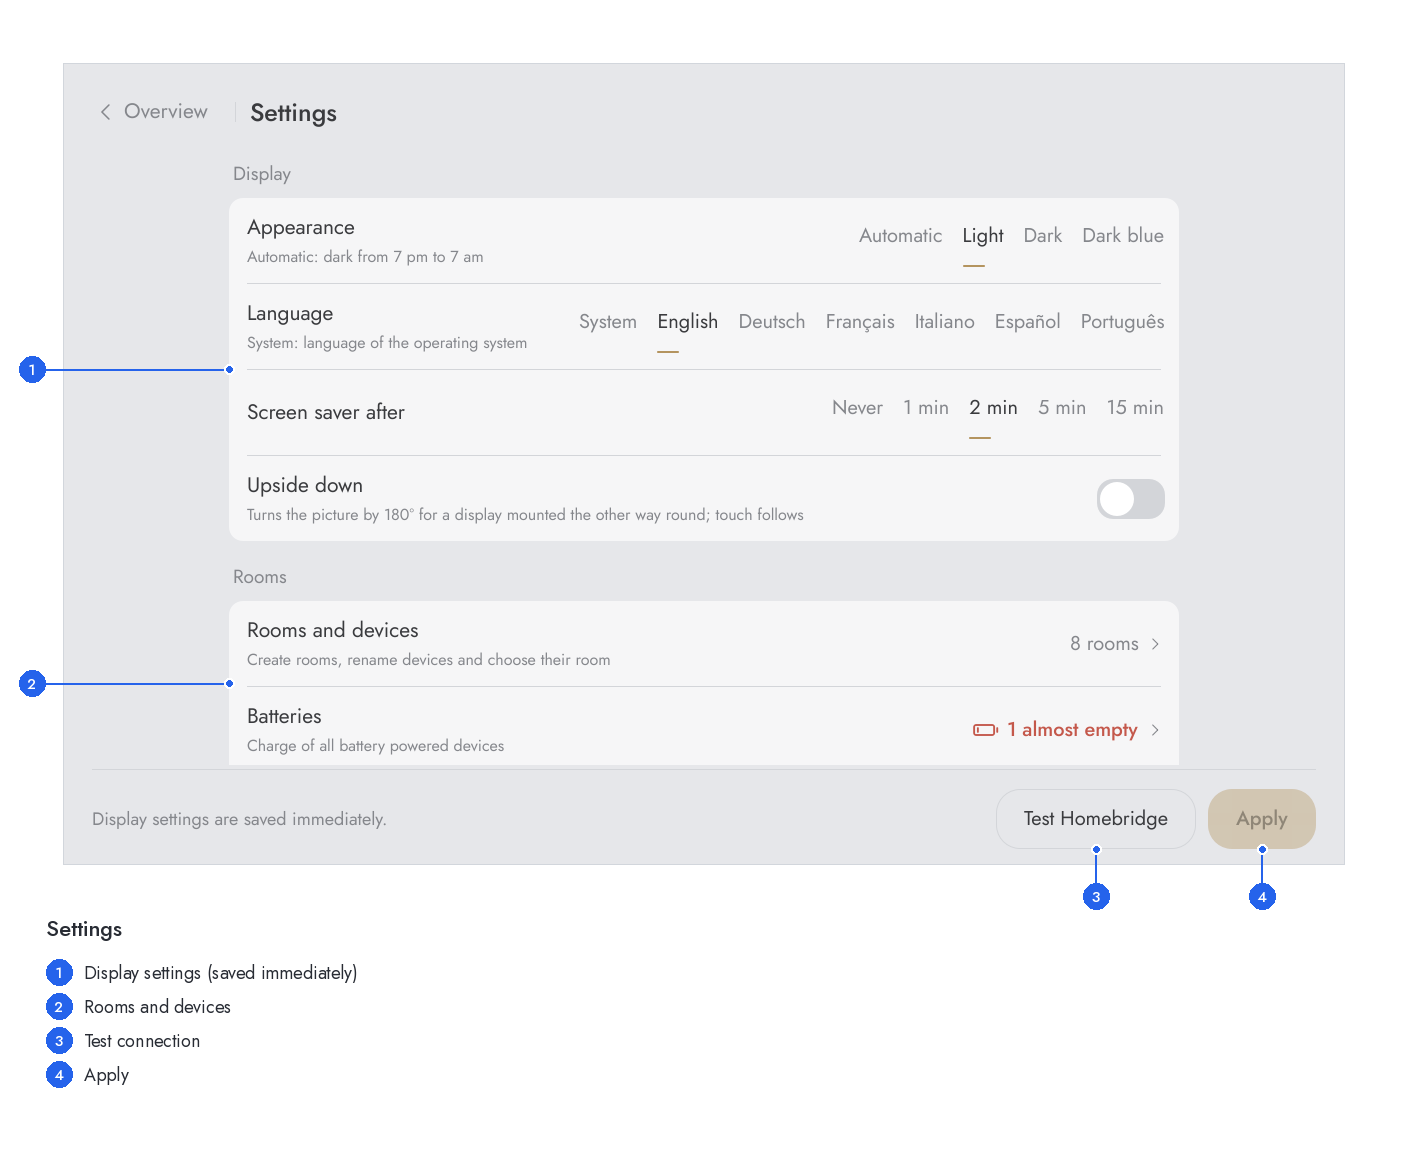 Overview Settings
Display
Appearance
Automatic: dark from 7 pm to 7 am
Automatic Light Dark Dark blue
Language
System: language of the operating system
System English Deutsch Français Italiano Español Português
1
Screen saver after
Never 1 min 2 min 5 min 15 min
Upside down
Turns the picture by 180° for a display mounted the other way round; touch follows
Rooms
Rooms and devices
Create rooms, rename devices and choose their room
8 rooms
2
Batteries
Charge of all battery powered devices
1 almost empty
Display settings are saved immediately.
Test Homebridge
Apply
3
4
Settings
1 Display settings (saved immediately)
2 Rooms and devices
3 Test connection
4 Apply